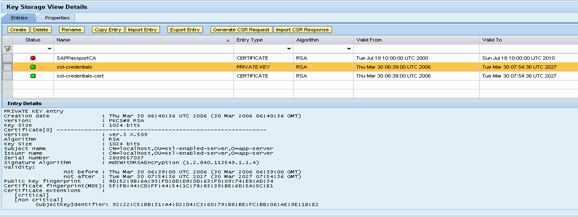 Key Storage View Details
Entries Properties
Create Delete Rename Copy Entry Import Entry Export Entry Generate CSR Request Import CSR Response
Status Name Entry Type Algorithm Valid From Valid To
SAPPassportCA CERTIFICATE RSA Tue Jul 18 10:00:00 UTC 2000 Sun Jul 18 10:00:00 UTC 2010
ssl-credentials PRIVATE KEY RSA Thu Mar 30 06:39:00 UTC 2006 Tue Mar 30 07:54:36 UTC 2027
ssl-credentials-cert CERTIFICATE RSA Thu Mar 30 06:39:00 UTC 2006 Tue Mar 30 07:54:36 UTC 2027
Entry Details
PRIVATE KEY entry
Creation date : Thu Mar 30 06:40:36 UTC 2006 (30 Mar 2006 06:40:36 GMT)
Version: : PKCS#8 RSA
Key Size : 1024 bits
Certificate[0] ------------------------------
Version : ver.3 X.509
Algorithm : RSA
Key Size : 1024 bits
Subject name : CN=localhost,OU=ssl-enabled-server,O=app-server
Issuer name : CN=localhost,OU=ssl-enabled-server,O=app-server
Serial number : 2809557037
Signature Algorithm : md5WithRSAEncryption (1.2.840.113549.1.1.4)
Validity:
not before : Thu Mar 30 06:39:00 UTC 2006 (30 Mar 2006 06:39:00 GMT)
not after : Tue Mar 30 07:54:36 UTC 2027 (30 Mar 2027 07:54:36 GMT)
Public key fingerprint :
Certificate fingerprint(MD5):
Certificate extensions :
[critical]
[non critical]
SubjectKeyIdentifier: